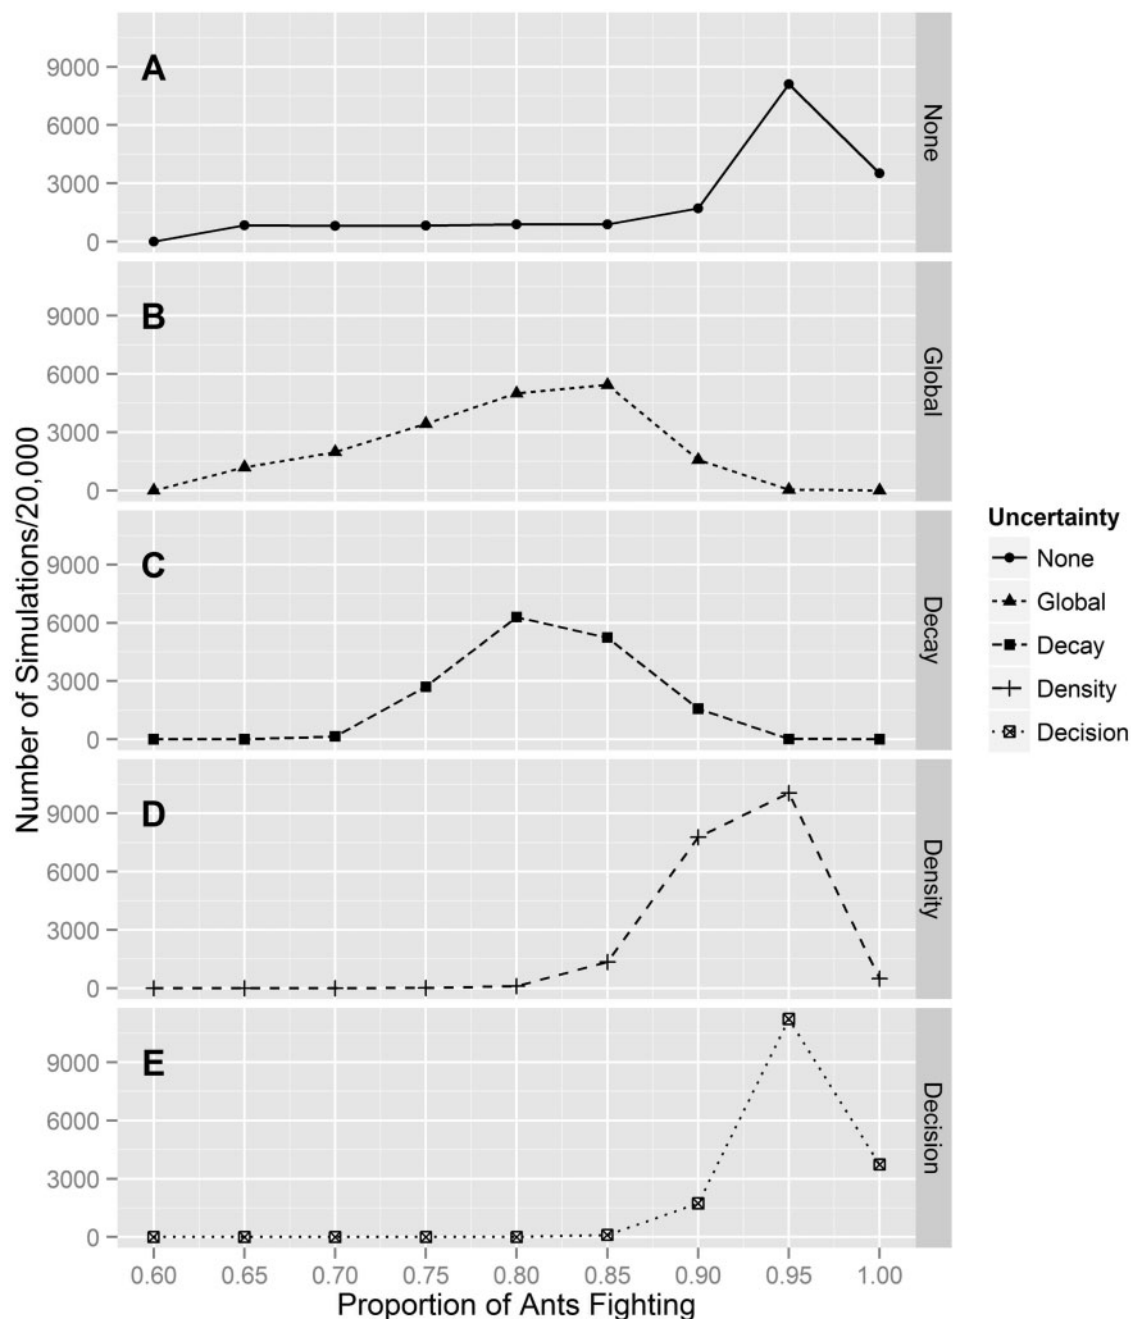 A
9000
6000
3000
0
None
B
9000
6000
3000
0
Global
C
9000
6000
3000
0
Decay
D
9000
6000
3000
0
Density
E
9000
6000
3000
0
Decision
Number of Simulations/20,000
0.60 0.65 0.70 0.75 0.80 0.85 0.90 0.95 1.00
Proportion of Ants Fighting
Uncertainty
None
Global
Decay
Density
Decision